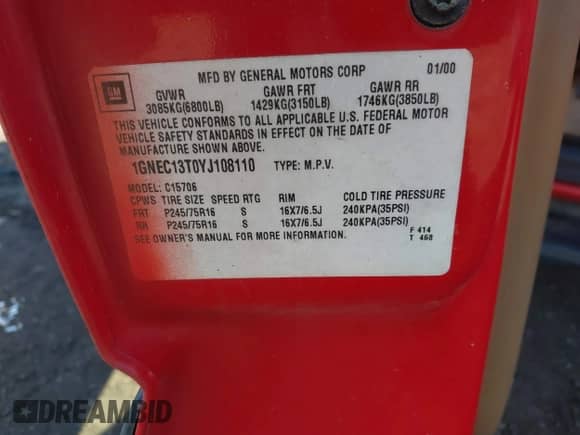 MFD BY GENERAL MOTORS CORP 01/00
GM
GVWR GAWR FRT GAWR RR
3085KG(6800LB) 1429KG(3150LB) 1746KG(3850LB)
THIS VEHICLE CONFORMS TO ALL APPLICABLE U.S. FEDERAL MOTOR
VEHICLE SAFETY STANDARDS IN EFFECT ON THE DATE OF
MANUFACTURE SHOWN ABOVE.
1GNEC13T0YJ108110 TYPE: M.P.V.
MODEL: C15706
CPWS TIRE SIZE SPEED RTG RIM COLD TIRE PRESSURE
FRT P245/75R16 S 16X7/6.5J 240KPA(35PSI)
RR P245/75R16 S 16X7/6.5J 240KPA(35PSI)
SEE OWNER'S MANUAL FOR MORE INFORMATION.
F 414
T 468
DREAMBID